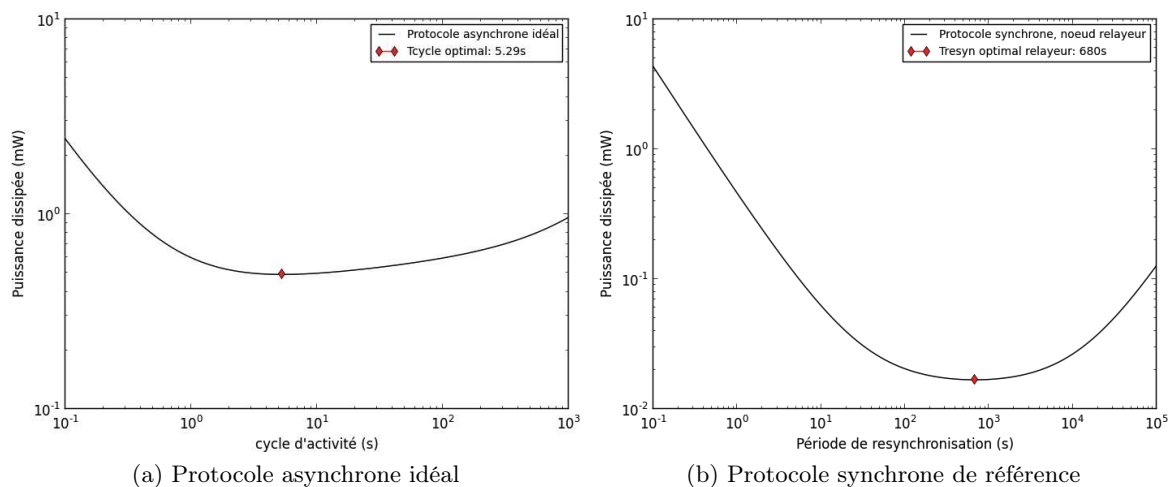 Protocole asynchrone idéal
Tcycle optimal: 5.29s
Puissance dissipée (mW)
10^1
10^0
10^-1
10^-1
10^0
10^1
10^2
10^3
cycle d'activité (s)
(a) Protocole asynchrone idéal
Protocole synchrone, noeud relayeur
Tresyn optimal relayeur: 680s
Puissance dissipée (mW)
10^1
10^0
10^-1
10^-2
10^-1
10^0
10^1
10^2
10^3
10^4
10^5
Période de resynchronisation (s)
(b) Protocole synchrone de référence